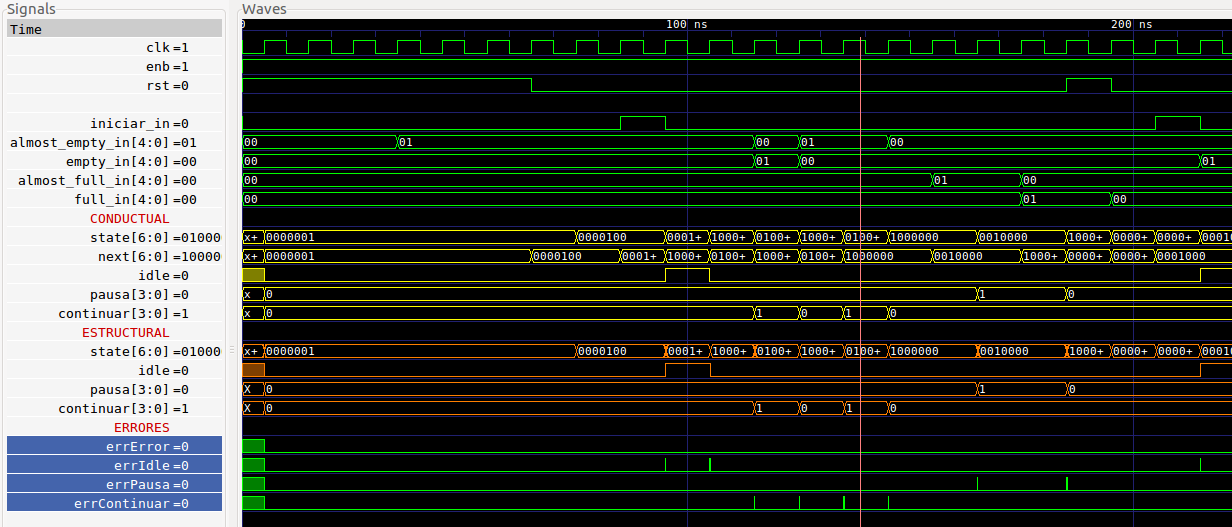 Signals Waves
Time 0 100 ns 200 ns
clk=1
enb=1
rst=0
iniciar_in=0
almost_empty_in[4:0]=01 00 01 00 01 00
empty_in[4:0]=00 00 01 00 01
almost_full_in[4:0]=00 00 01 00
full_in[4:0]=00 00 01 00
CONDUCTUAL
state[6:0]=01000 x+ 0000001 0000100 0001+ 1000+ 0100+ 1000+ 0100+ 1000000 0010000 1000+ 0000+ 0000+ 00010
next[6:0]=10000 x+ 0000001 0000100 0001+ 1000+ 0100+ 1000+ 0100+ 1000000 0010000 1000+ 0000+ 0000+ 0001000
idle=0
pausa[3:0]=0 x 0 1 0
continuar[3:0]=1 x 0 1 0 1 0
ESTRUCTURAL
state[6:0]=01000 x+ 0000001 0000100 0001+ 1000+ 0100+ 1000+ 0100+ 1000000 0010000 1000+ 0000+ 0000+ 00010
idle=0
pausa[3:0]=0 X 0 1 0
continuar[3:0]=1 X 0 1 0 1 0
ERRORES
errError=0
errIdle=0
errPausa=0
errContinuar=0